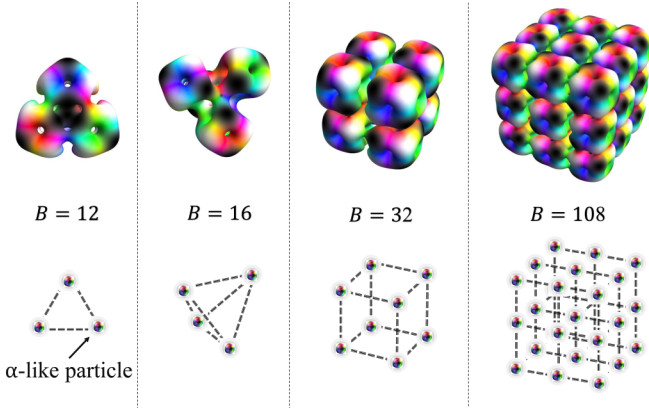 B = 12
B = 16
B = 32
B = 108
α-like particle